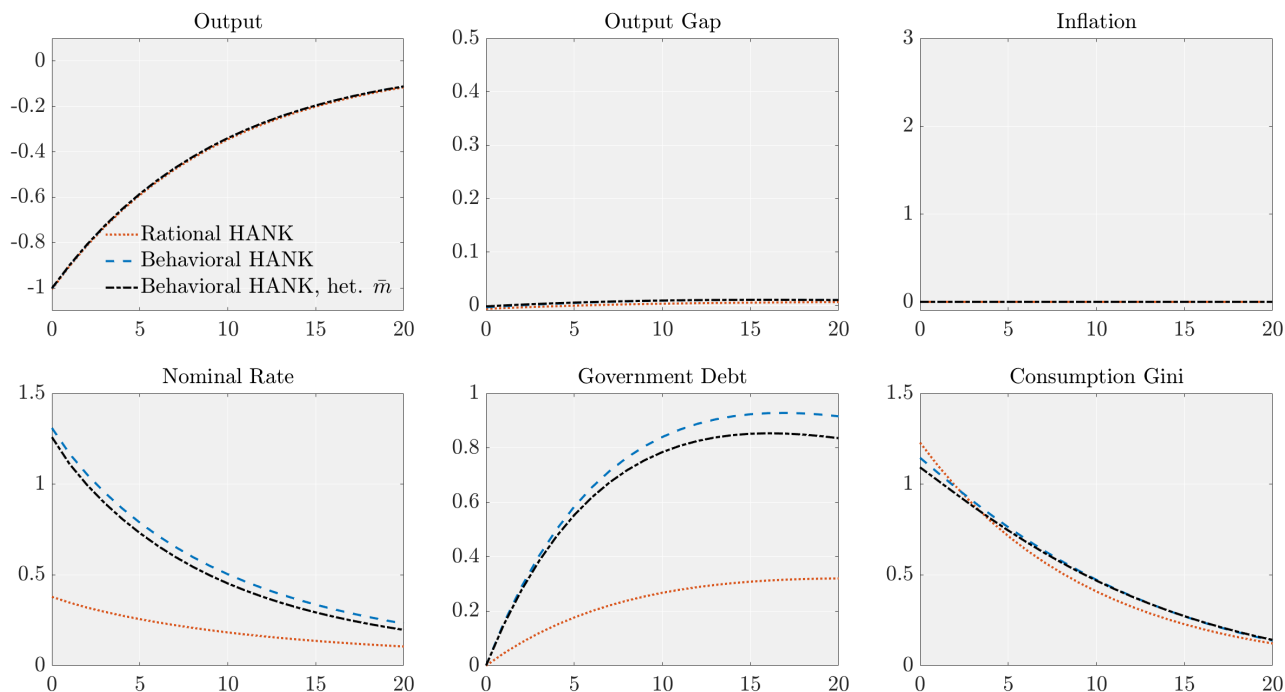 Output
0
-0.2
-0.4
-0.6
-0.8
-1
Rational HANK
Behavioral HANK
Behavioral HANK, het. m̄
0 5 10 15 20
Output Gap
0.5
0.4
0.3
0.2
0.1
0
0 5 10 15 20
Inflation
3
2
1
0
0 5 10 15 20
Nominal Rate
1.5
1
0.5
0
0 5 10 15 20
Government Debt
1
0.8
0.6
0.4
0.2
0
0 5 10 15 20
Consumption Gini
1.5
1
0.5
0
0 5 10 15 20